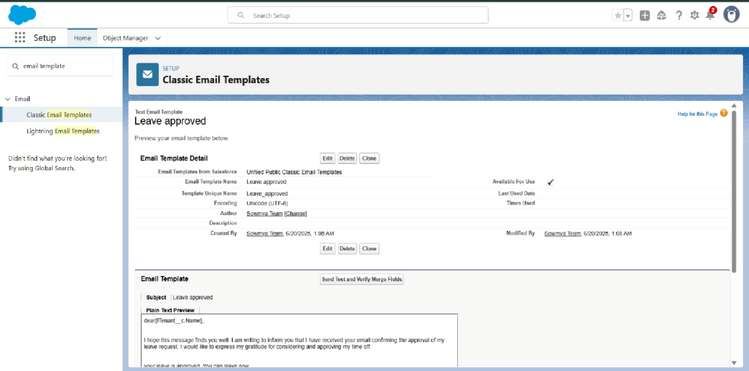 Search Setup
2
Setup
Home
Object Manager
email template
Email
Classic Email Templates
Lightning Email Templates
Didn't find what you're looking for?
Try using Global Search.
SETUP
Classic Email Templates
Text Email Template
Leave approved
Help for this Page
Preview your email template below.
Email Template Detail
Edit Delete Clone
Email Templates from Salesforce Unfiled Public Classic Email Templates
Email Template Name Leave approved Available For Use
Template Unique Name Leave_approved Last Used Date
Encoding Unicode (UTF-8) Times Used
Author Sowmya Team [Change]
Description
Created By Sowmya Team, 6/20/2025, 1:08 AM Modified By Sowmya Team, 6/20/2025, 1:08 AM
Edit Delete Clone
Email Template
Send Test and Verify Merge Fields
Subject Leave approved
Plain Text Preview
dear{!Tenant__c.Name},
I hope this message finds you well. I am writing to inform you that I have received your email confirming the approval of my
leave request. I would like to express my gratitude for considering and approving my time off.